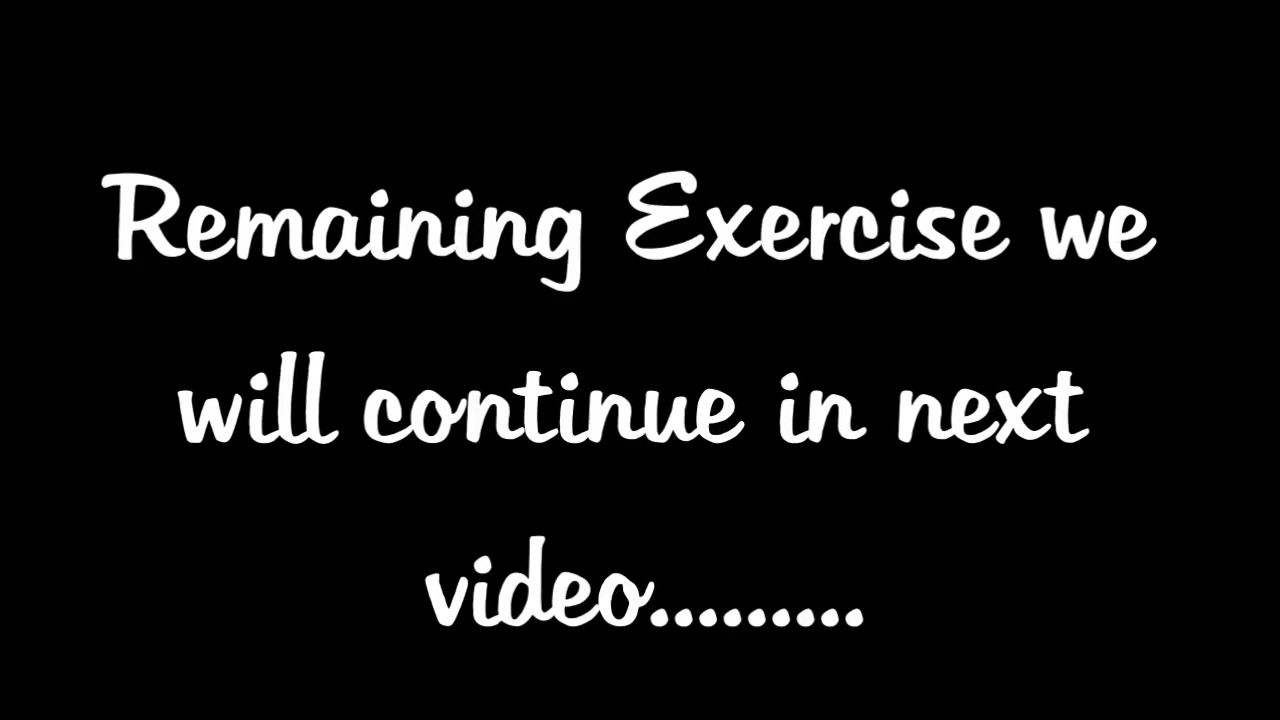 Remaining Exercise we
will continue in next
video.........